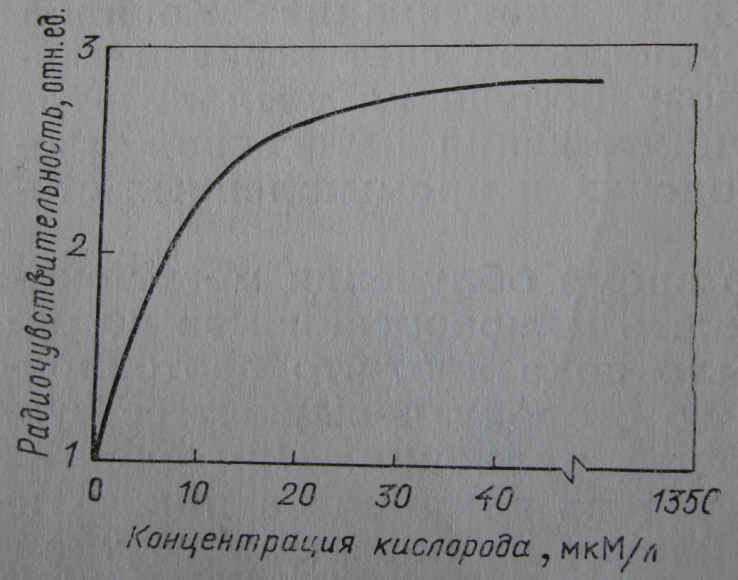 Радиочувствительность, отн.ед.
3
2
1
0 10 20 30 40 1350
Концентрация кислорода, мкМ/л